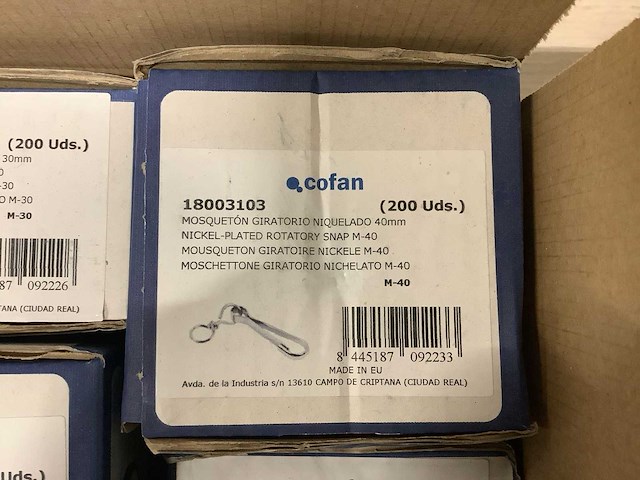 cofan
18003103 (200 Uds.)
MOSQUETÓN GIRATORIO NIQUELADO 40mm
NICKEL-PLATED ROTATORY SNAP M-40
MOUSQUETON GIRATOIRE NICKELE M-40
MOSCHETTONE GIRATORIO NICHELATO M-40
M-40
8 445187 092233
MADE IN EU
Avda. de la Industria s/n 13610 CAMPO DE CRIPTANA (CIUDAD REAL)
(200 Uds.)
30mm
-30
O M-30
M-30
87 092226
TANA (CIUDAD REAL)
Uds.)